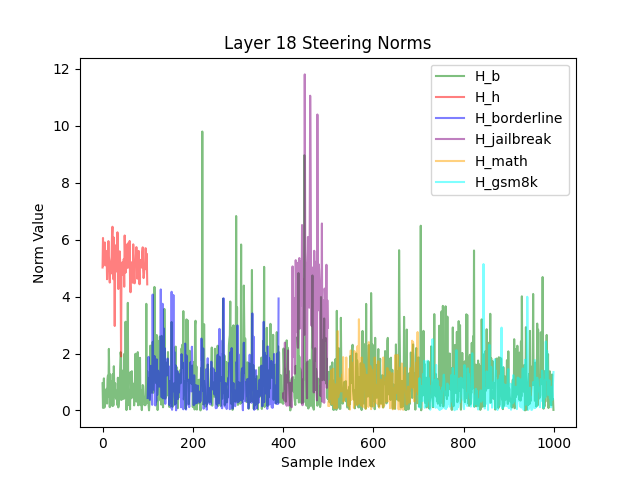 Layer 18 Steering Norms
12
10
8
6
4
2
0
Norm Value
H_b
H_h
H_borderline
H_jailbreak
H_math
H_gsm8k
0
200
400
600
800
1000
Sample Index